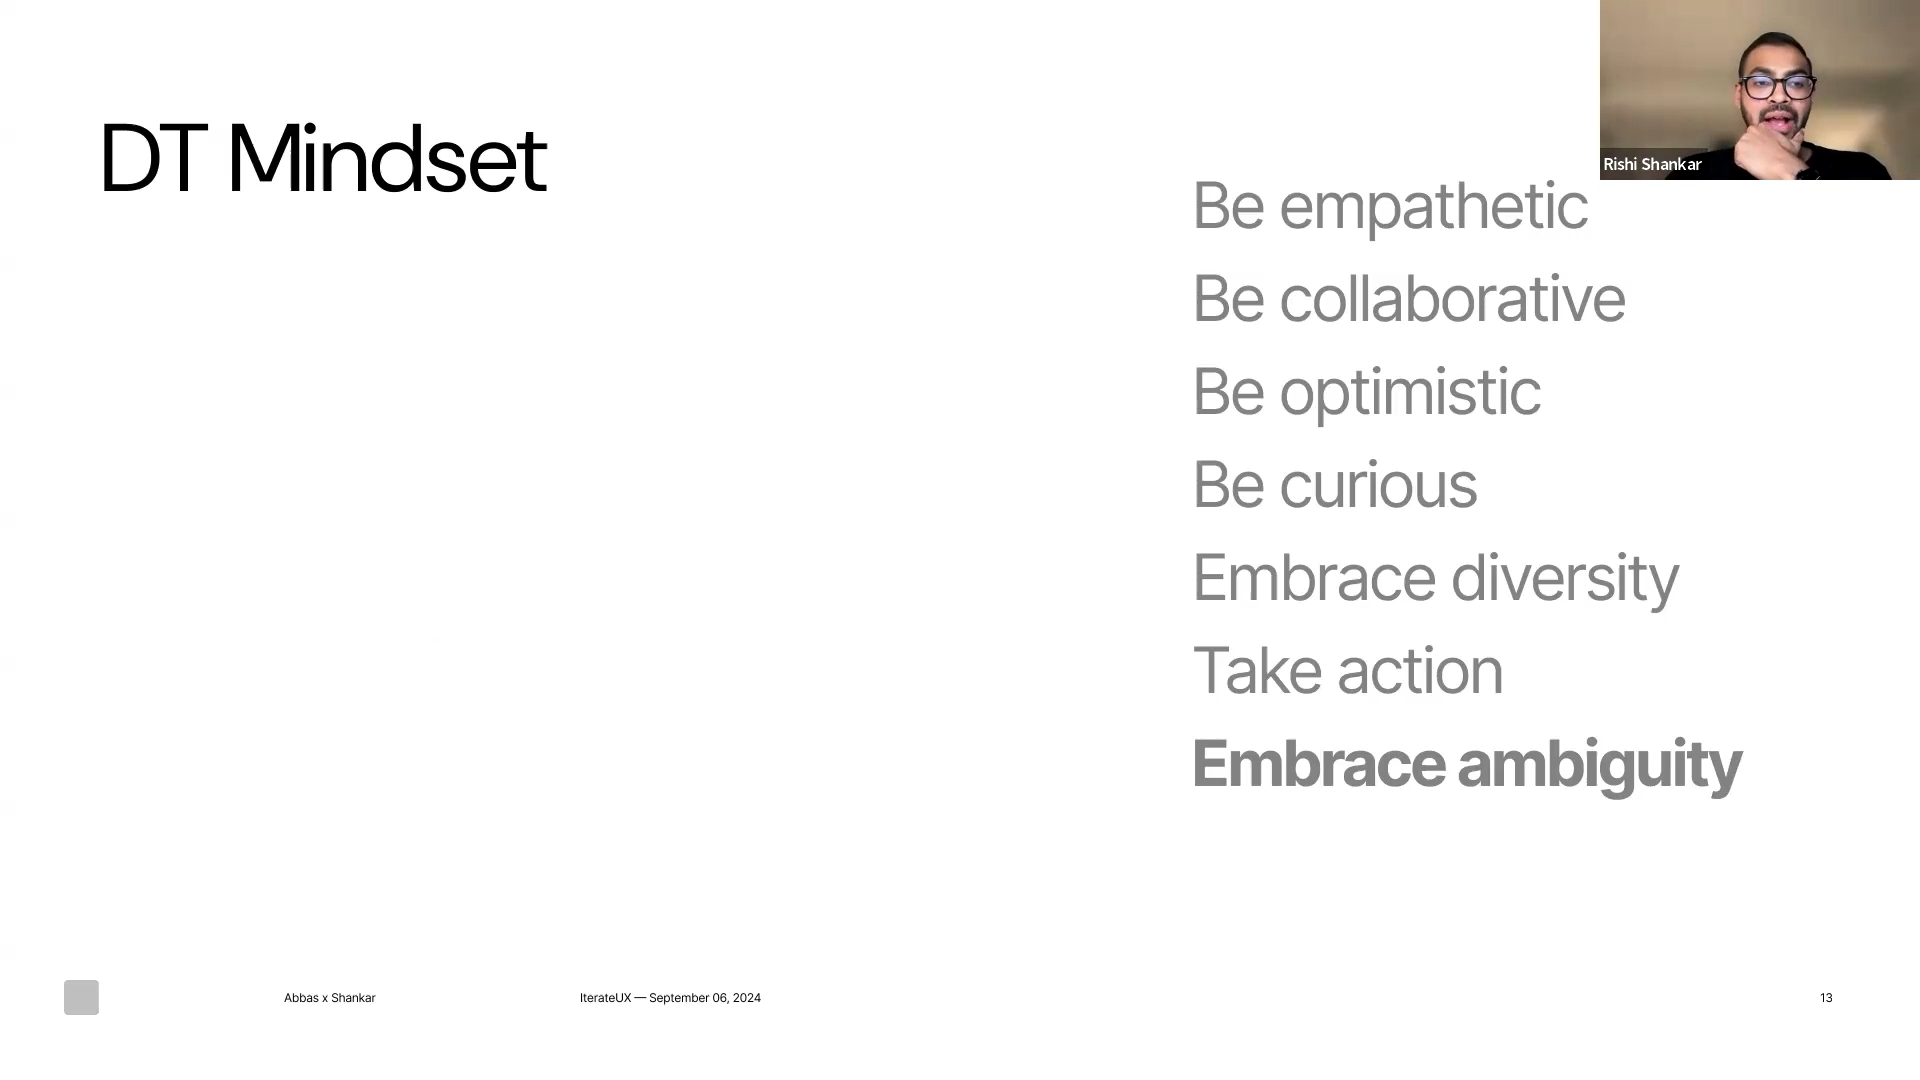 DT Mindset
Rishi Shankar
Be empathetic
Be collaborative
Be optimistic
Be curious
Embrace diversity
Take action
Embrace ambiguity
Abbas x Shankar
IterateUX — September 06, 2024
13